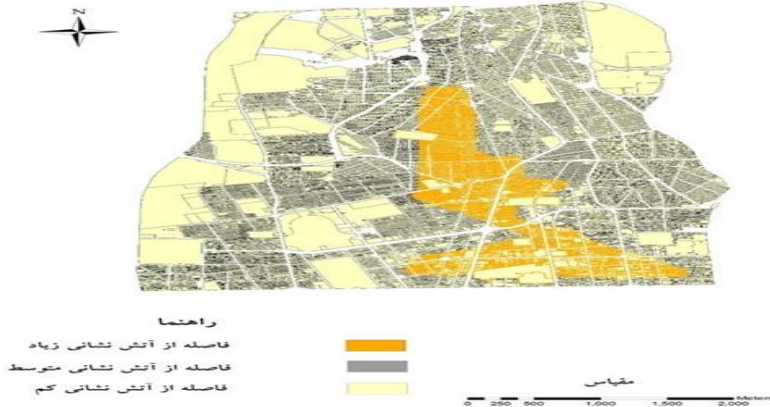 N
راهنما
فاصله از آتش نشانی زیاد
فاصله از آتش نشانی متوسط
فاصله از آتش نشانی کم
مقیاس
0 250 500 1,000 1,500 2,000 Meters